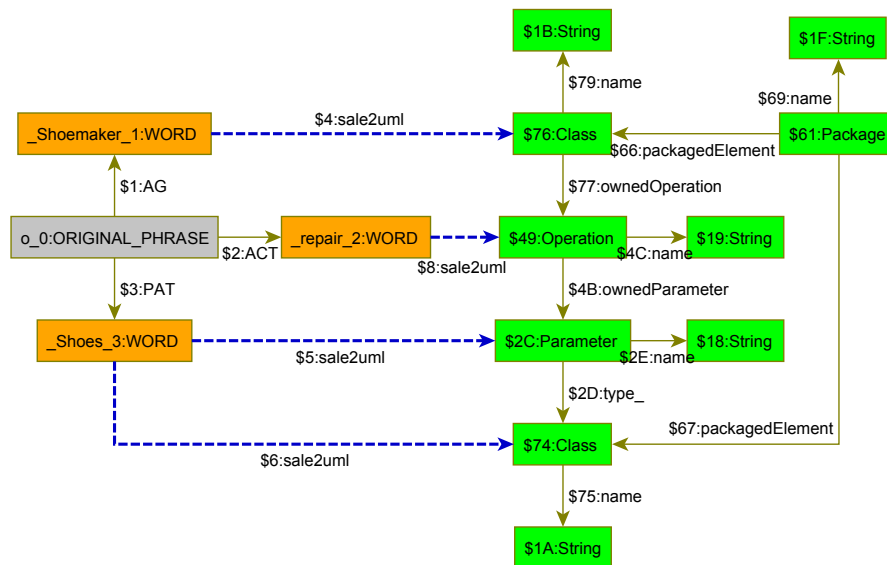 $1B:String
$1F:String
$79:name
$69:name
$4:sale2uml
_Shoemaker_1:WORD
$76:Class
$61:Package
$66:packagedElement
$1:AG
$77:ownedOperation
o_0:ORIGINAL_PHRASE
$2:ACT
_repair_2:WORD
$8:sale2uml
$49:Operation
$4C:name
$19:String
$3:PAT
$4B:ownedParameter
_Shoes_3:WORD
$5:sale2uml
$2C:Parameter
$2E:name
$18:String
$2D:type_
$67:packagedElement
$6:sale2uml
$74:Class
$75:name
$1A:String